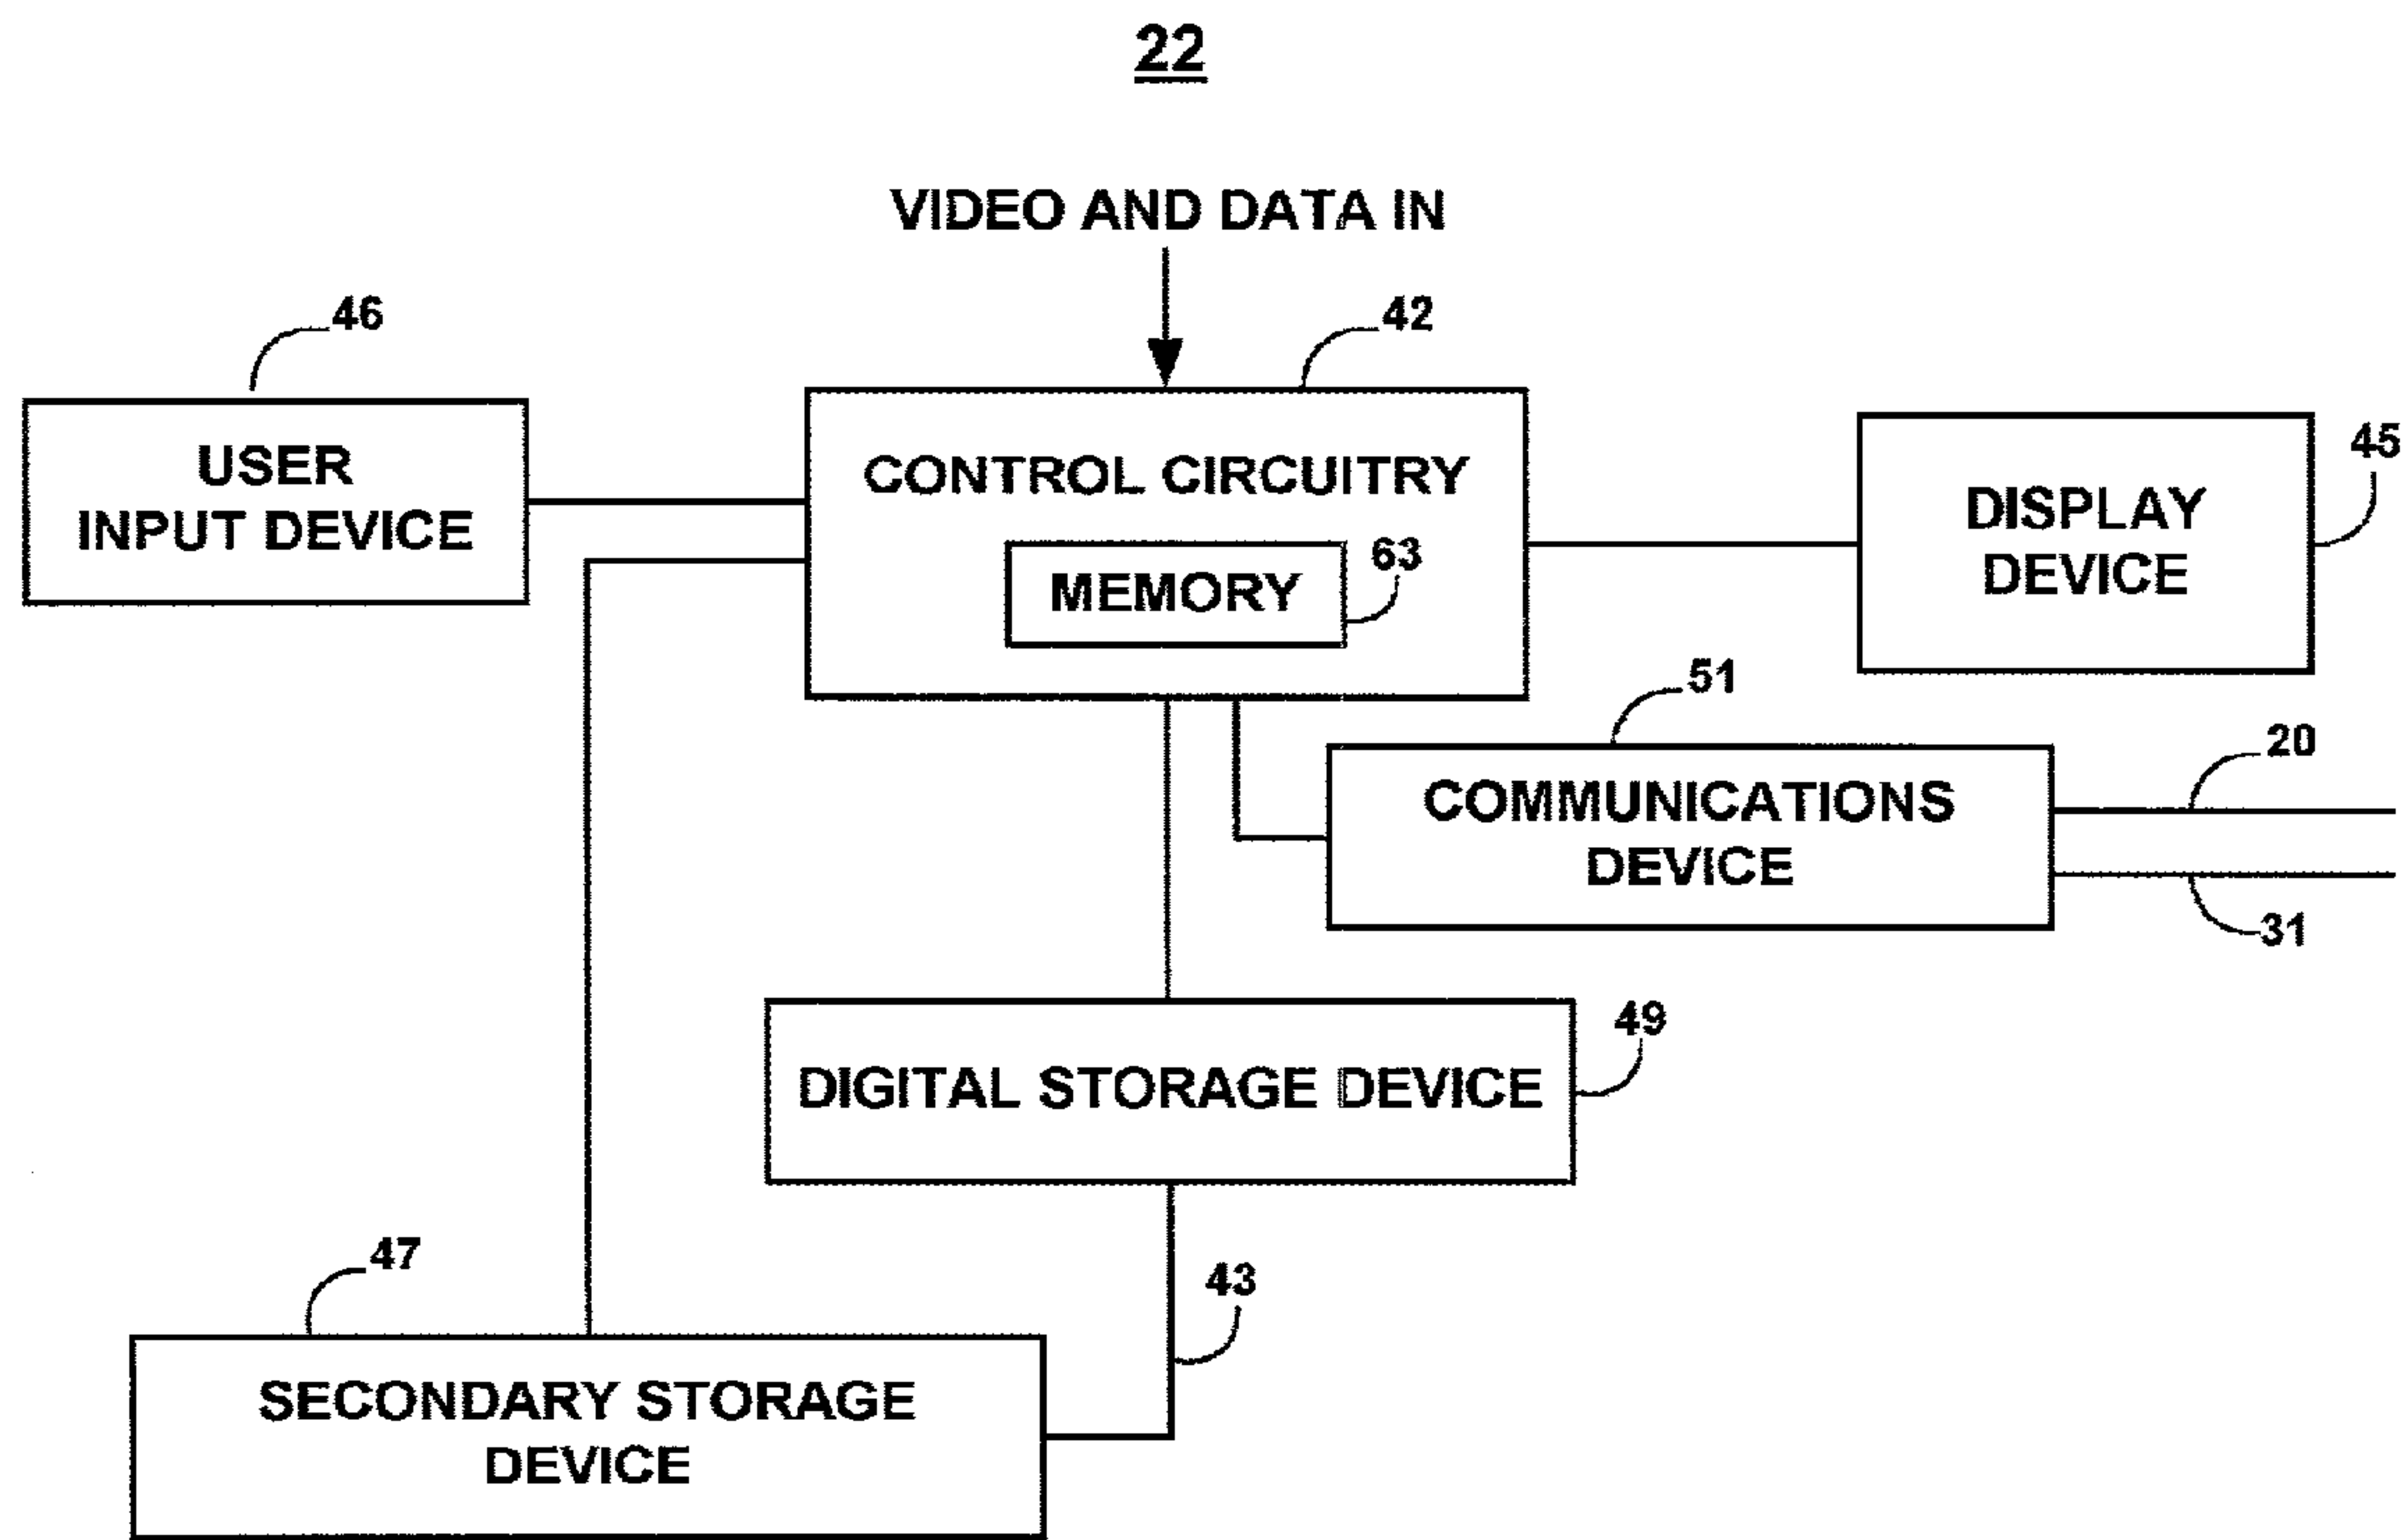 22
VIDEO AND DATA IN
46
42
USER
INPUT DEVICE
CONTROL CIRCUITRY
45
DISPLAY
DEVICE
63
MEMORY
51
20
COMMUNICATIONS
DEVICE
31
49
DIGITAL STORAGE DEVICE
47
43
SECONDARY STORAGE
DEVICE